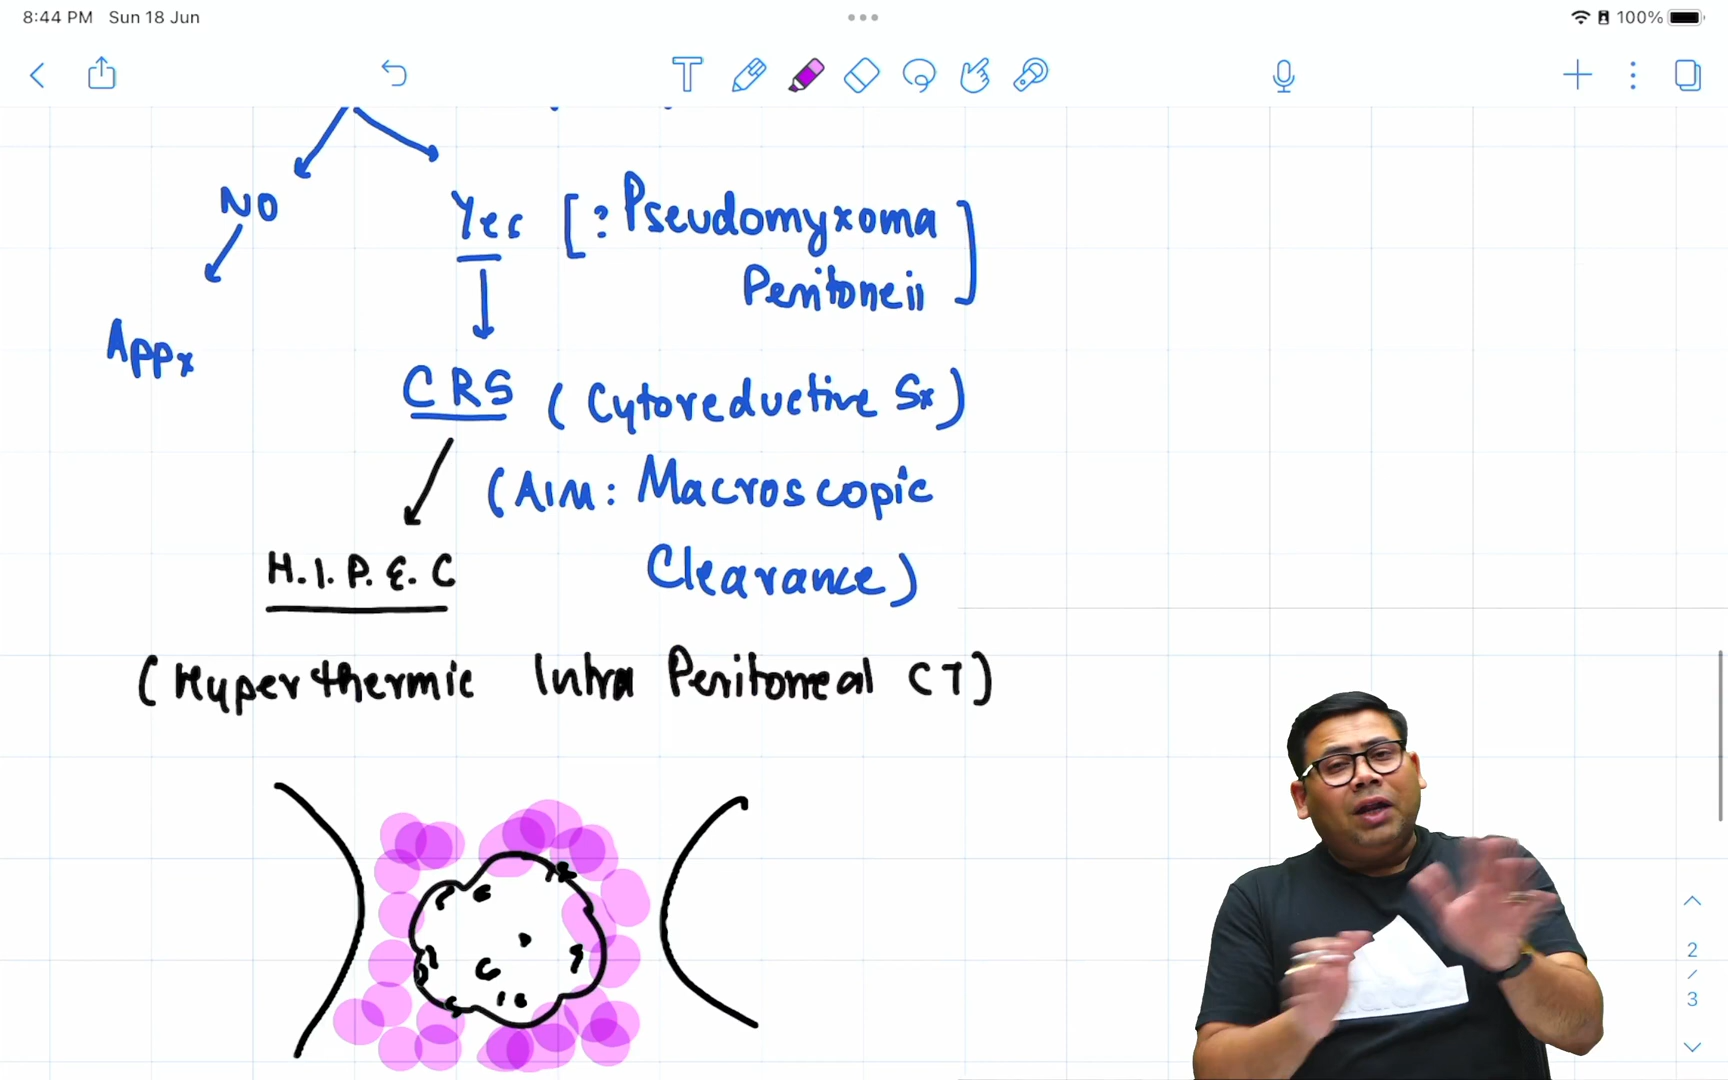 8:44 PM Sun 18 Jun
100%
NO
Yes [? Pseudomyxoma
Peritoneii ]
Appx
CRS (Cytoreductive Sx)
(AIM: Macroscopic
Clearance)
H.I.P.E.C
(Hyperthermic Intra Peritoneal CT)
2
/
3